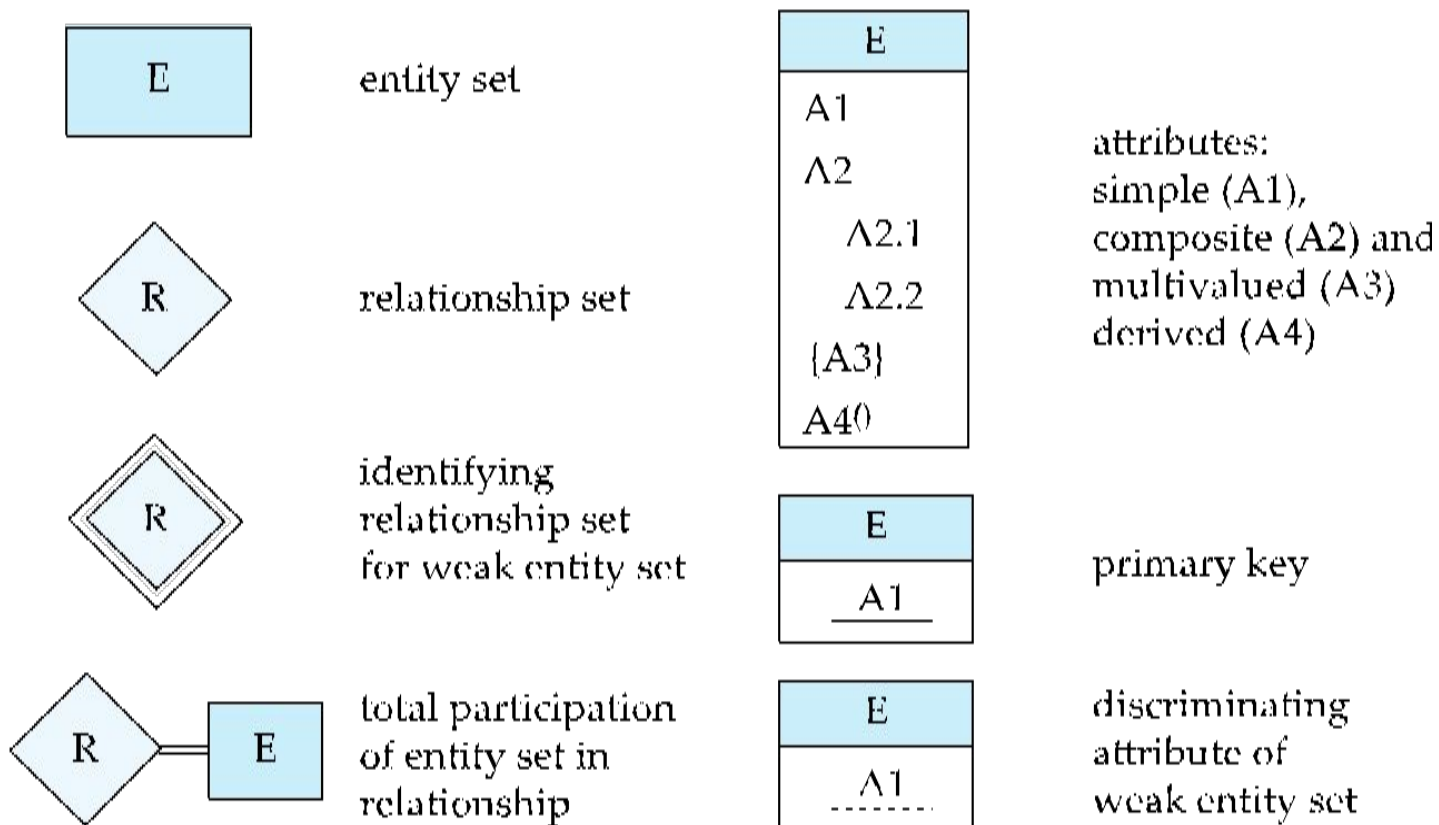 E
entity set
R
relationship set
R
identifying
relationship set
for weak entity set
R
E
total participation
of entity set in
relationship
E
A1
A2
A2.1
A2.2
{A3}
A4()
attributes:
simple (A1),
composite (A2) and
multivalued (A3)
derived (A4)
E
A1
primary key
E
A1
discriminating
attribute of
weak entity set